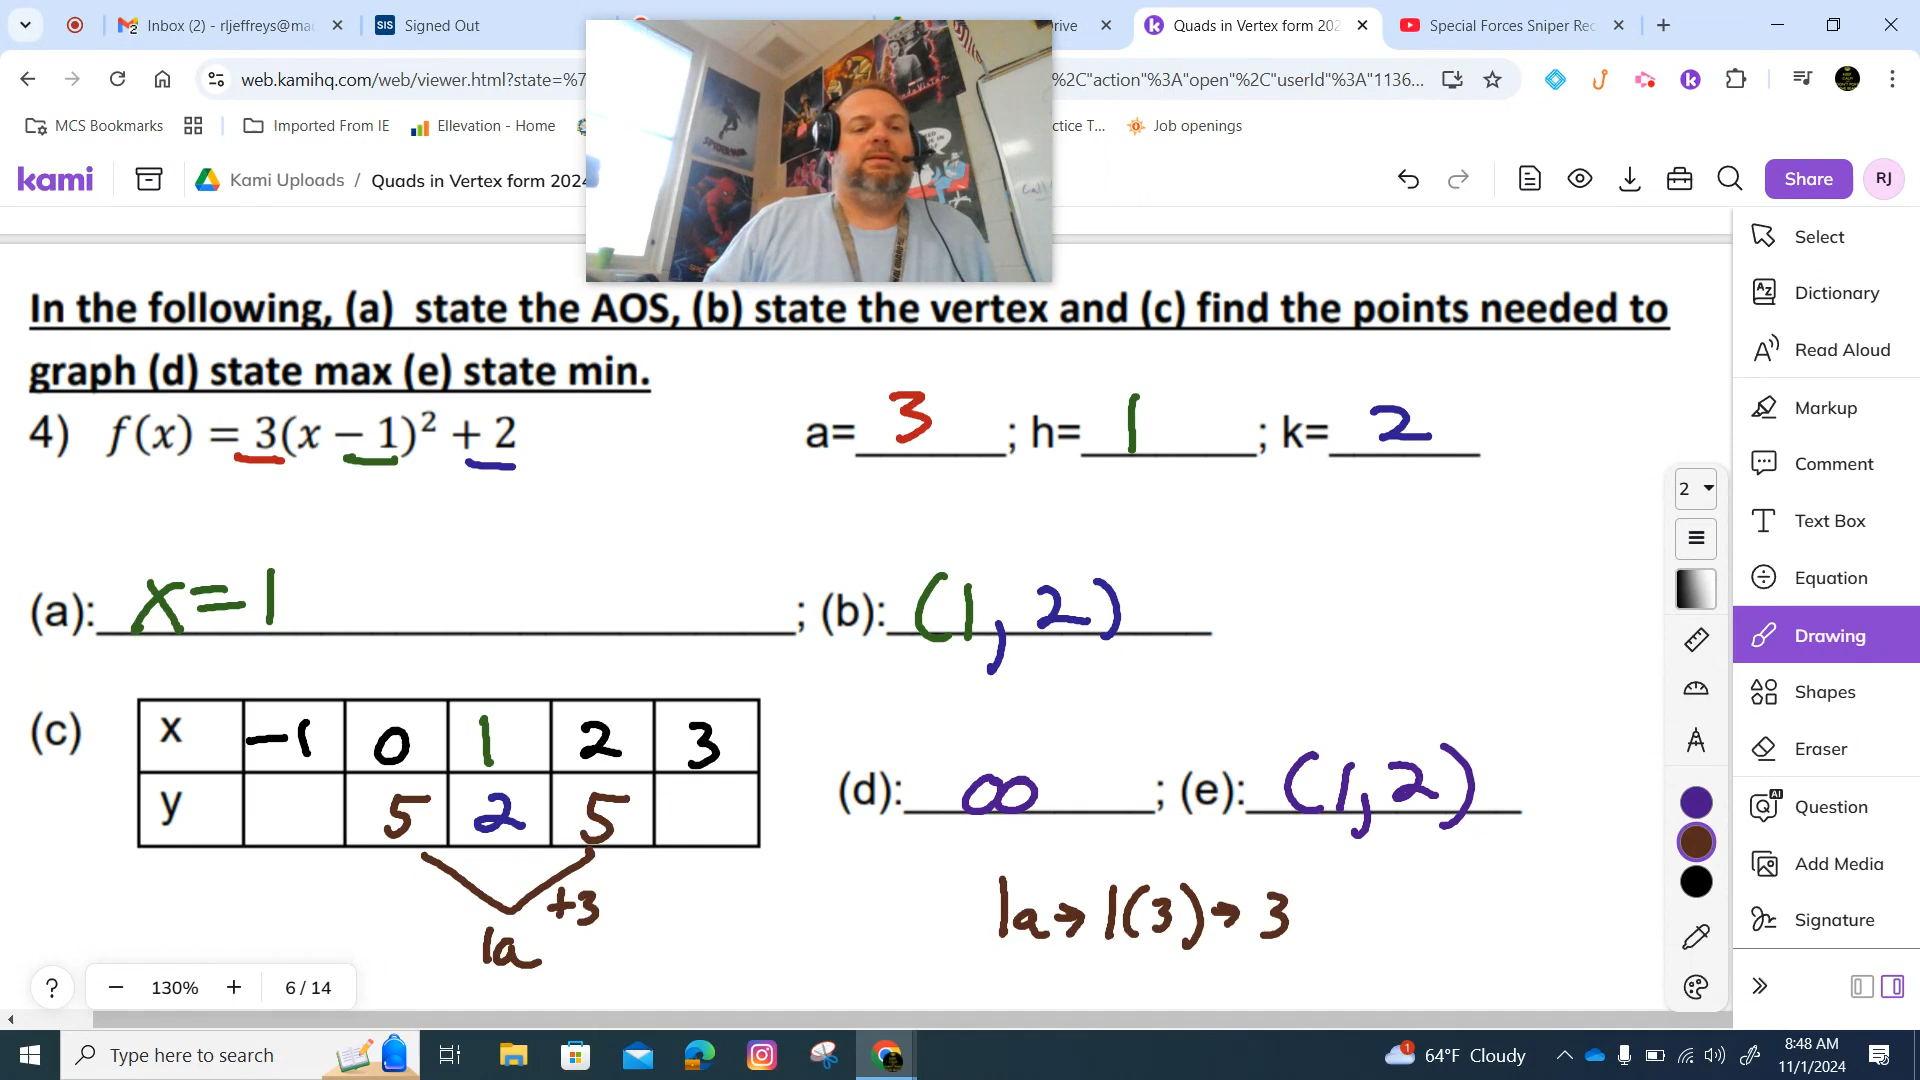 Inbox (2) - rljeffreys@ma
SIS Signed Out
rive
Quads in Vertex form 202
Special Forces Sniper Rec
web.kamihq.com/web/viewer.html?state=%7
%2C"action"%3A"open"%2C"userId"%3A"1136...
MCS Bookmarks
Imported From IE
Ellevation - Home
ctice T...
Job openings
kami
Kami Uploads / Quads in Vertex form 2024
Share
RJ
In the following, (a) state the AOS, (b) state the vertex and (c) find the points needed to
graph (d) state max (e) state min.
4) f(x) = 3(x − 1)² + 2
a= 3 ; h= 1 ; k= 2
(a): x=1 ; (b): (1, 2)
(c)
x -1 0 1 2 3
y 5 2 5
+3
1a
(d): ∞ ; (e): (1, 2)
1a → 1(3) → 3
Select
Dictionary
Read Aloud
Markup
Comment
Text Box
Equation
Drawing
Shapes
Eraser
Question
Add Media
Signature
2
? − 130% + 6 / 14
Type here to search
64°F Cloudy
8:48 AM
11/1/2024